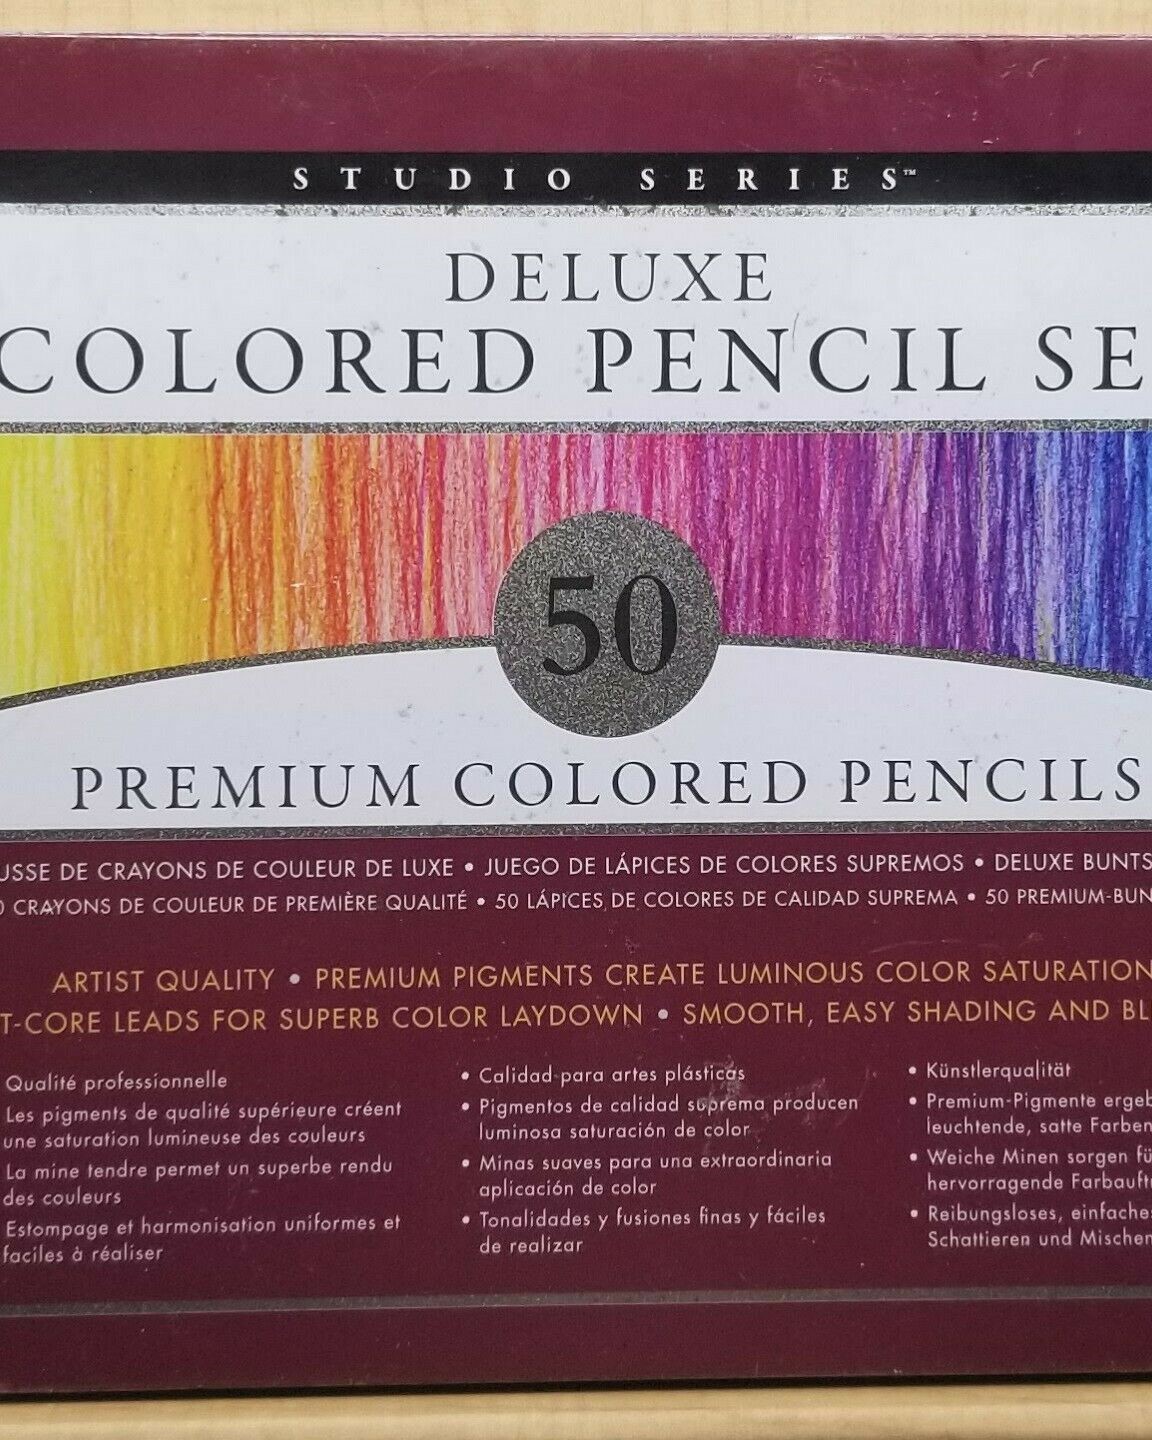 STUDIO SERIES™
DELUXE
COLORED PENCIL SE
50
PREMIUM COLORED PENCILS
USSE DE CRAYONS DE COULEUR DE LUXE • JUEGO DE LÁPICES DE COLORES SUPREMOS • DELUXE BUNTS
0 CRAYONS DE COULEUR DE PREMIÈRE QUALITÉ • 50 LÁPICES DE COLORES DE CALIDAD SUPREMA • 50 PREMIUM-BUN
ARTIST QUALITY • PREMIUM PIGMENTS CREATE LUMINOUS COLOR SATURATION
T-CORE LEADS FOR SUPERB COLOR LAYDOWN • SMOOTH, EASY SHADING AND BL
Qualité professionnelle
Les pigments de qualité supérieure créent
une saturation lumineuse des couleurs
La mine tendre permet un superbe rendu
des couleurs
Estompage et harmonisation uniformes et
faciles à réaliser
• Calidad para artes plásticas
• Pigmentos de calidad suprema producen
luminosa saturación de color
• Minas suaves para una extraordinaria
aplicación de color
• Tonalidades y fusiones finas y fáciles
de realizar
• Künstlerqualität
• Premium-Pigmente ergeb
leuchtende, satte Farben
• Weiche Minen sorgen fü
hervorragende Farbauft
• Reibungsloses, einfache
Schattieren und Mischen